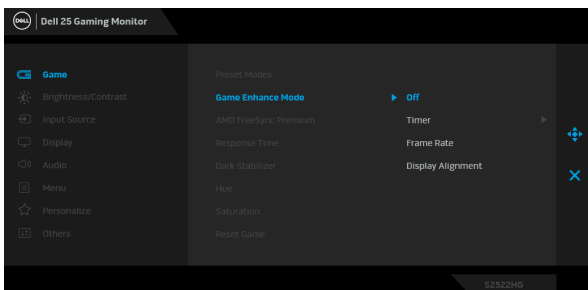 DELL
Dell 25 Gaming Monitor
Game
Brightness/Contrast
Input Source
Display
Audio
Menu
Personalize
Others
Preset Modes
Game Enhance Mode
AMD FreeSync Premium
Response Time
Dark Stabilizer
Hue
Saturation
Reset Game
Off
Timer
Frame Rate
Display Alignment
S2522HG